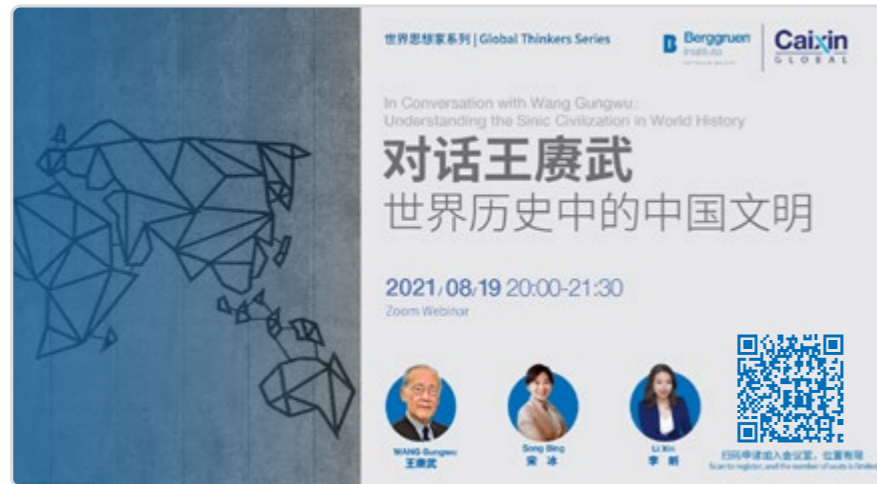 世界思想家系列 | Global Thinkers Series
Berggruen
Institute
Caixin
GLOBAL
In Conversation with Wang Gungwu:
Understanding the Sinic Civilization in World History
对话王赓武
世界历史中的中国文明
2021/08/19 20:00-21:30
Zoom Webinar
WANG Gungwu
王赓武
Song Bing
宋冰
Li Xin
李昕
扫码申请加入会议室，位置有限
Scan to register, and the number of seats is limited